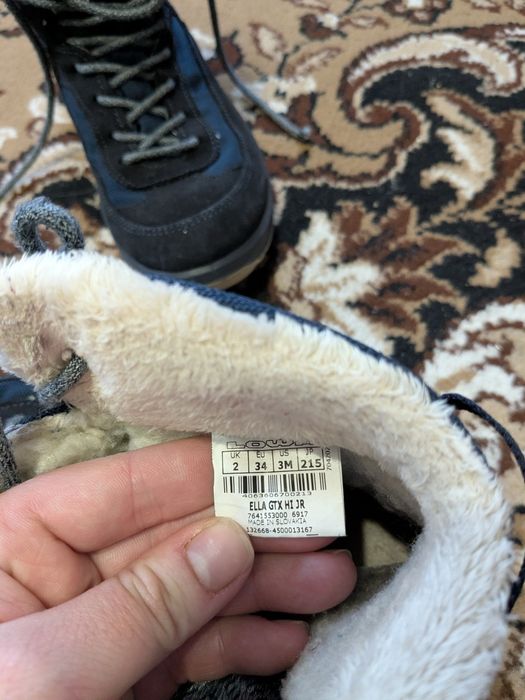 LOWA
UK EU US JP
2 34 3M 215
4063606700213
ELLA GTX HI JR
7641553000 6917
MADE IN SLOVAKIA
132668-4500013167